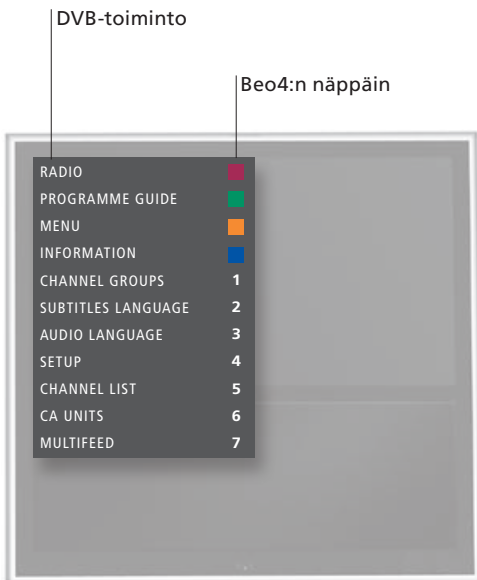 DVB-toiminto
Beo4:n näppäin
RADIO
PROGRAMME GUIDE
MENU
INFORMATION
CHANNEL GROUPS 1
SUBTITLES LANGUAGE 2
AUDIO LANGUAGE 3
SETUP 4
CHANNEL LIST 5
CA UNITS 6
MULTIFEED 7